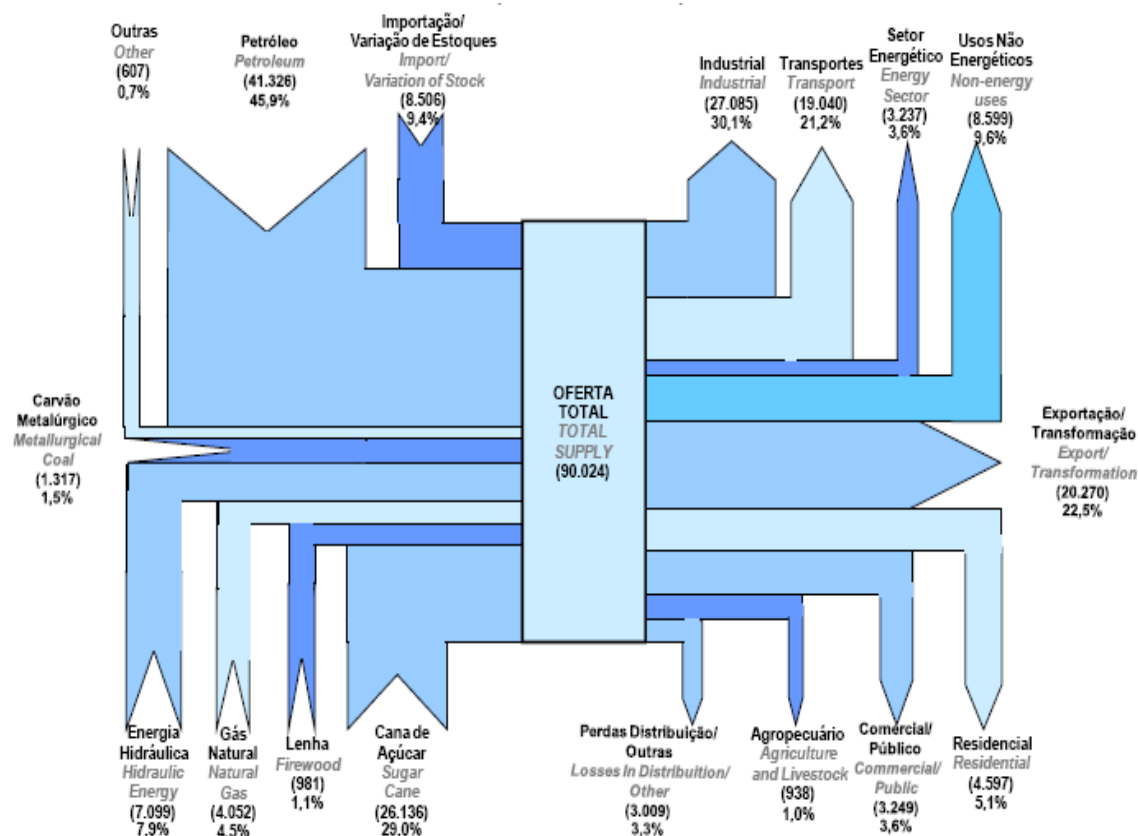 Outras
Other
(607)
0,7%
Petróleo
Petroleum
(41.326)
45,9%
Importação/
Variação de Estoques
Import/
Variation of Stock
(8.506)
9,4%
Industrial
Industrial
(27.085)
30,1%
Transportes
Transport
(19.040)
21,2%
Setor
Energético
Energy
Sector
(3.237)
3,6%
Usos Não
Energéticos
Non-energy
uses
(8.599)
9,6%
Carvão
Metalúrgico
Metallurgical
Coal
(1.317)
1,5%
OFERTA
TOTAL
TOTAL
SUPPLY
(90.024)
Exportação/
Transformação
Export/
Transformation
(20.270)
22,5%
Energia
Hidráulica
Hidraulic
Energy
(7.099)
7,9%
Gás
Natural
Natural
Gas
(4.052)
4,5%
Lenha
Firewood
(981)
1,1%
Cana de
Açúcar
Sugar
Cane
(26.136)
29,0%
Perdas Distribuição/
Outras
Losses In Distribuition/
Other
(3.009)
3,3%
Agropecuário
Agriculture
and Livestock
(938)
1,0%
Comercial/
Público
Commercial/
Public
(3.249)
3,6%
Residencial
Residential
(4.597)
5,1%